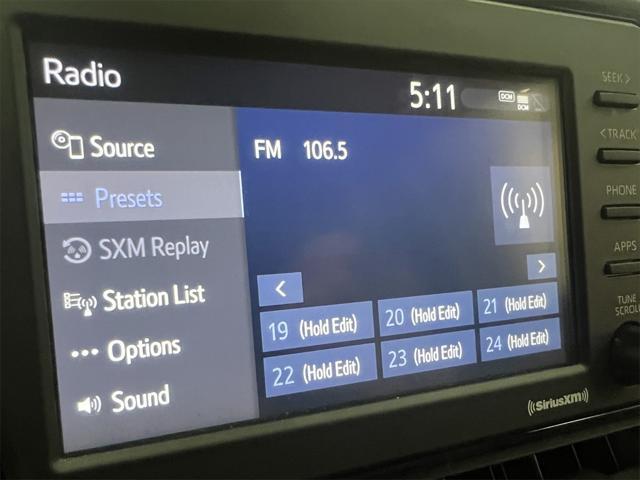 Radio
5:11
DCM
DCM
SEEK >
Source
FM 106.5
< TRACK
Presets
PHONE
SXM Replay
APPS
Station List
< >
TUNE
SCROLL
19 (Hold Edit) 20 (Hold Edit) 21 (Hold Edit)
Options
22 (Hold Edit) 23 (Hold Edit) 24 (Hold Edit)
Sound
((SiriusXM))